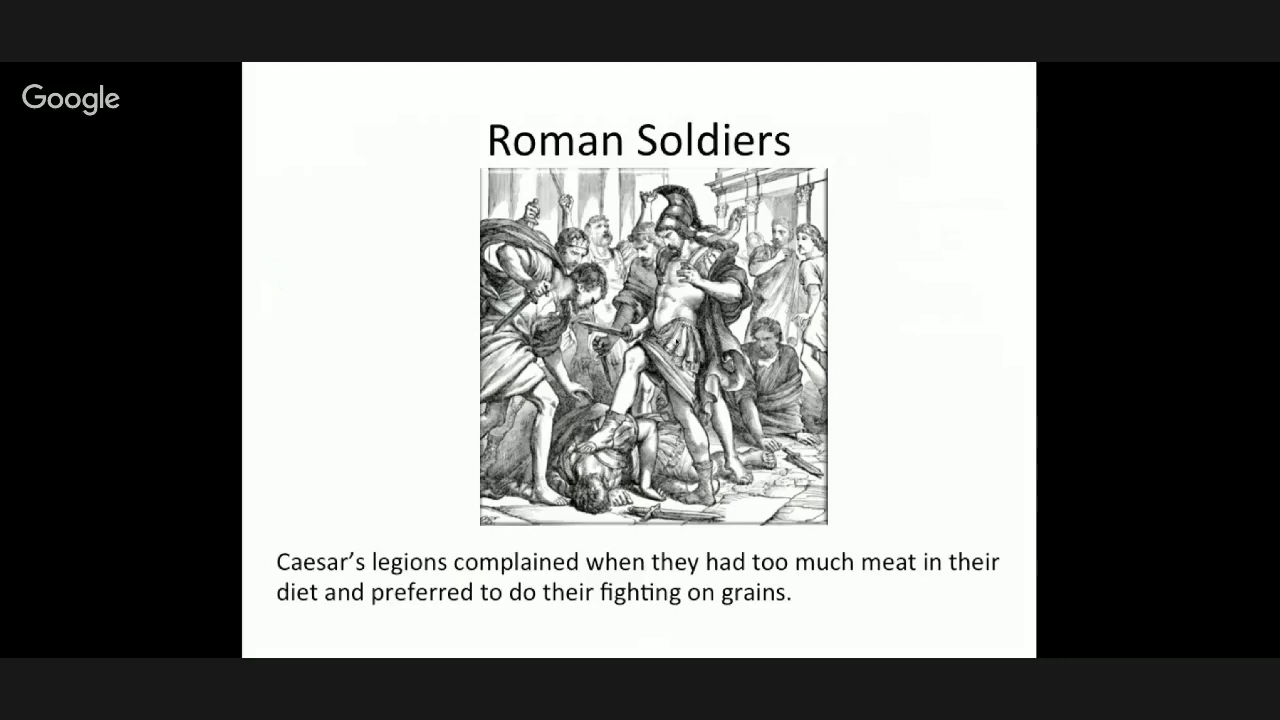 Google
Roman Soldiers
Caesar’s legions complained when they had too much meat in their
diet and preferred to do their fighting on grains.